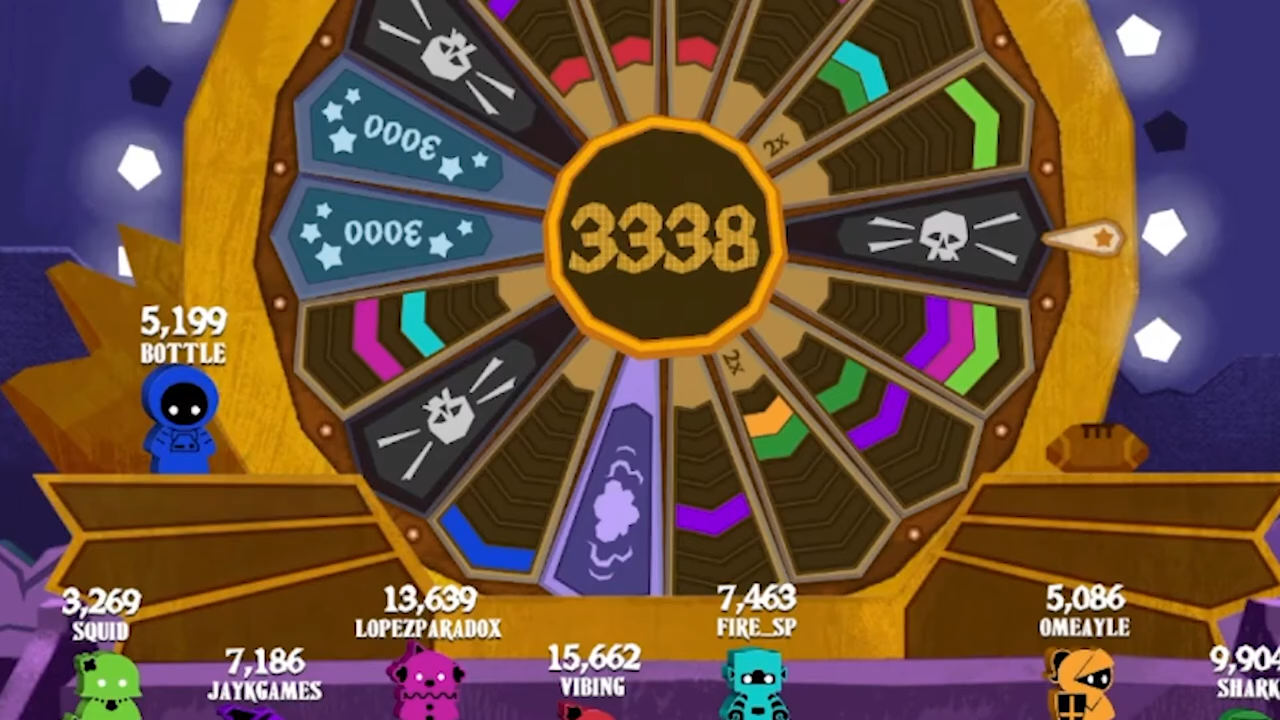 3000
2x
3000
3338
2x
5,199
BOTTLE
3,269
SQUID
13,639
LOPEZPARADOX
7,463
FIRE_SP
5,086
OMEAYLE
7,186
JAYKGAMES
15,662
VIBING
9,904
SHARK